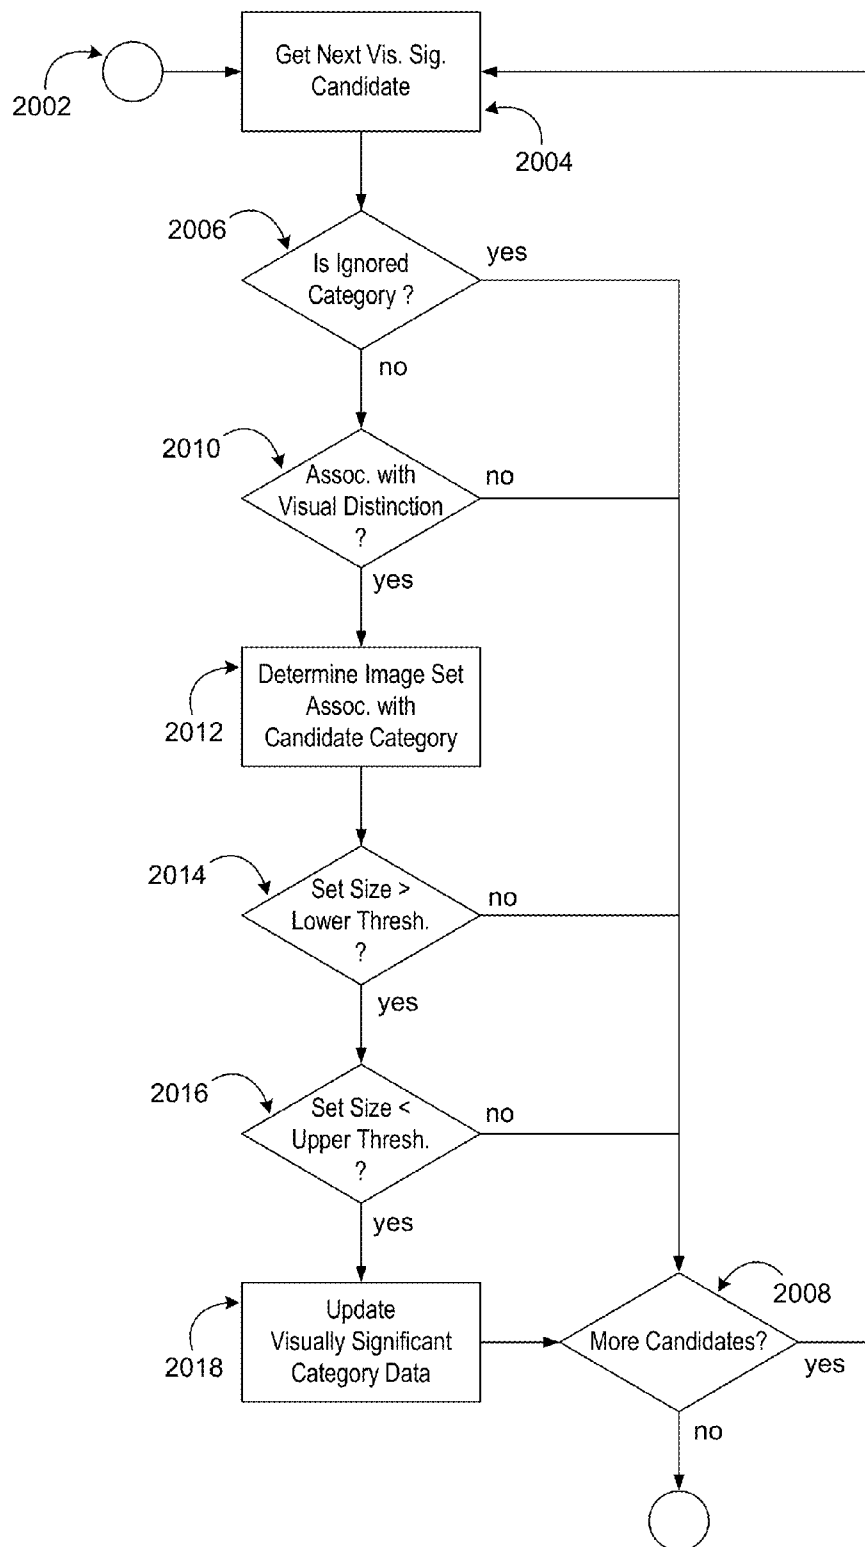 Get Next Vis. Sig.
Candidate
2002
2004
2006
Is Ignored
Category ?
yes
no
2010
Assoc. with
Visual Distinction
?
no
yes
2012
Determine Image Set
Assoc. with
Candidate Category
2014
Set Size >
Lower Thresh.
?
no
yes
2016
Set Size <
Upper Thresh.
?
no
yes
2018
Update
Visually Significant
Category Data
2008
More Candidates?
yes
no